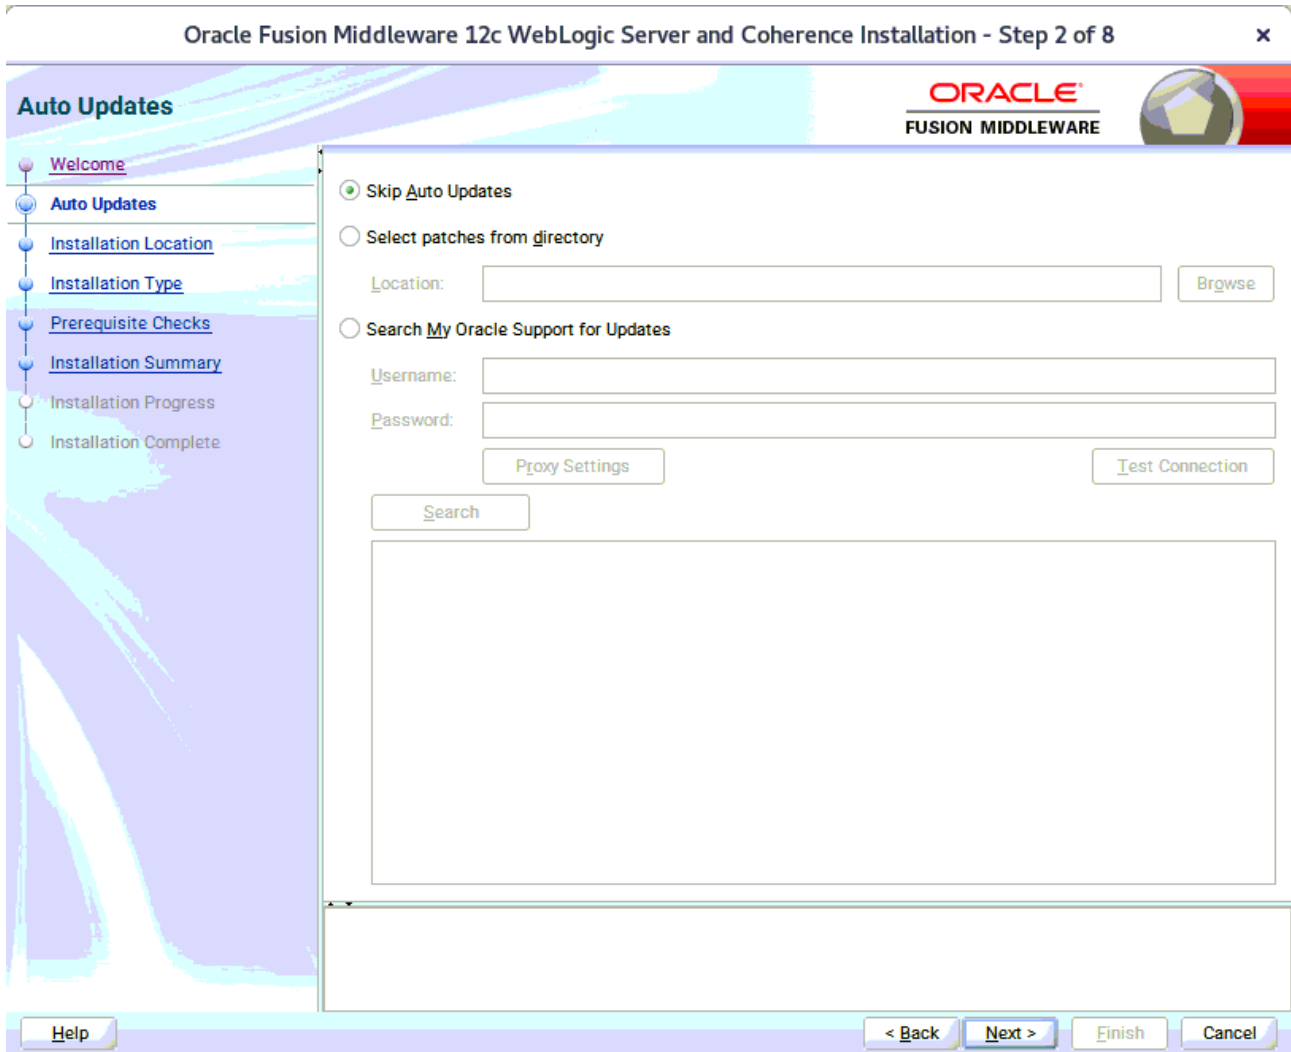 Oracle Fusion Middleware 12c WebLogic Server and Coherence Installation - Step 2 of 8
Auto Updates
ORACLE
FUSION MIDDLEWARE
Welcome
Auto Updates
Installation Location
Installation Type
Prerequisite Checks
Installation Summary
Installation Progress
Installation Complete
Skip Auto Updates
Select patches from directory
Location:
Browse
Search My Oracle Support for Updates
Username:
Password:
Proxy Settings
Test Connection
Search
Help
< Back
Next >
Finish
Cancel